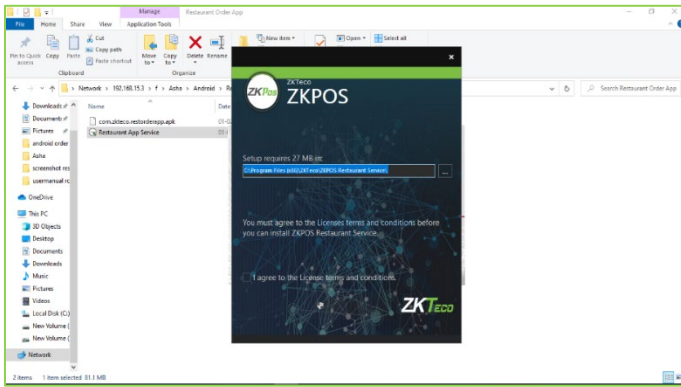 Manage
Restaurant Order App
File
Home
Share
View
Application Tools
Pin to Quick access
Copy
Paste
Cut
Copy path
Paste shortcut
Move to
Copy to
Delete
Rename
New item
Open
Select all
Clipboard
Organize
Network > 192.168.15.3 > f > Asha > Android >
Search Restaurant Order App
Downloads
Documents
Pictures
android order
Asha
screenshot res
usermanual rc
OneDrive
This PC
3D Objects
Desktop
Documents
Downloads
Music
Pictures
Videos
Local Disk (C:)
New Volume (
New Volume (
Network
Name
Date
com.zkteco.restorderapp.apk
Restaurant App Service
2 items
1 item selected 81.1 MB
ZKPos
ZKTeco
ZKPOS
Setup requires 27 MB in:
C:\Program Files (x86)\ZKTeco\ZKPOS Restaurant Service\
...
You must agree to the Licenses terms and conditions before
you can install ZKPOS Restaurant Service.
I agree to the License terms and conditions.
ZKTECO